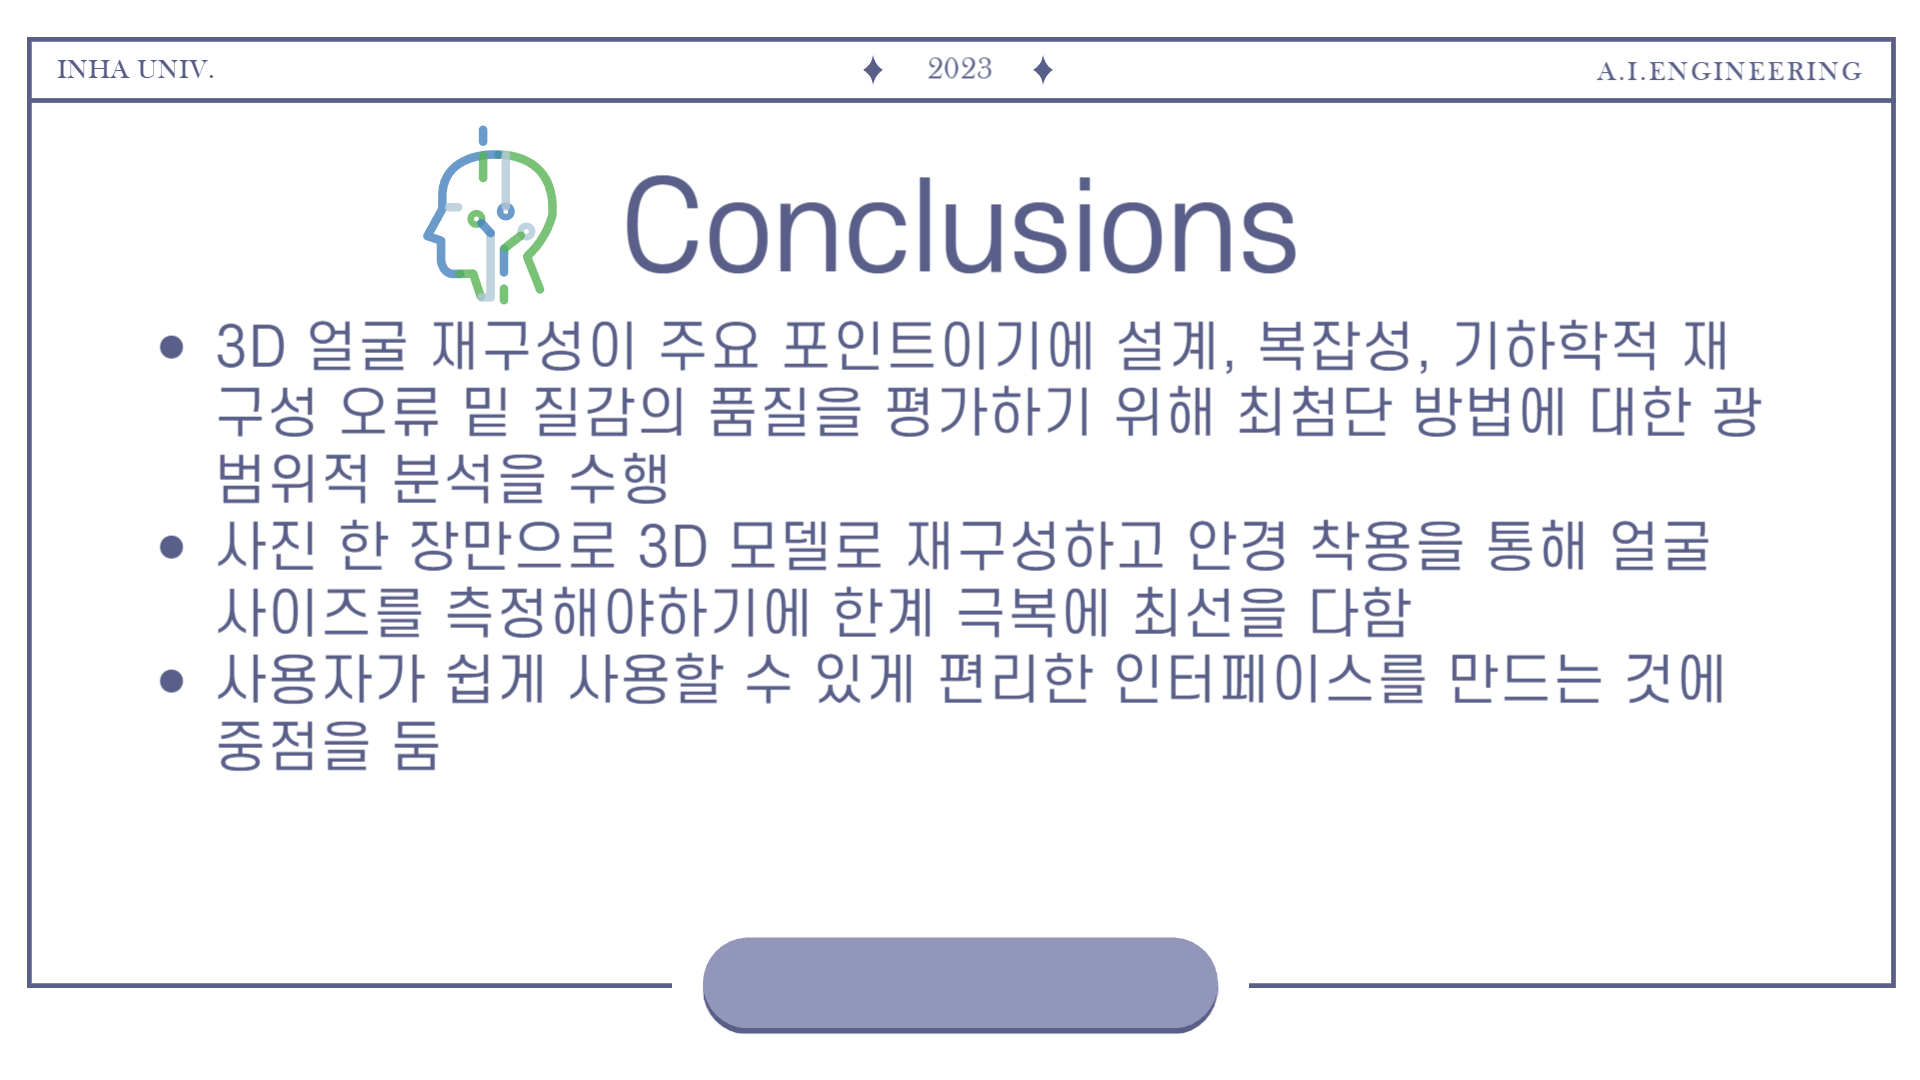 INHA UNIV.
2023
A.I.ENGINEERING
Conclusions
• 3D 얼굴 재구성이 주요 포인트이기에 설계, 복잡성, 기하학적 재
구성 오류 밑 질감의 품질을 평가하기 위해 최첨단 방법에 대한 광
범위적 분석을 수행
• 사진 한 장만으로 3D 모델로 재구성하고 안경 착용을 통해 얼굴
사이즈를 측정해야하기에 한계 극복에 최선을 다함
• 사용자가 쉽게 사용할 수 있게 편리한 인터페이스를 만드는 것에
중점을 둠